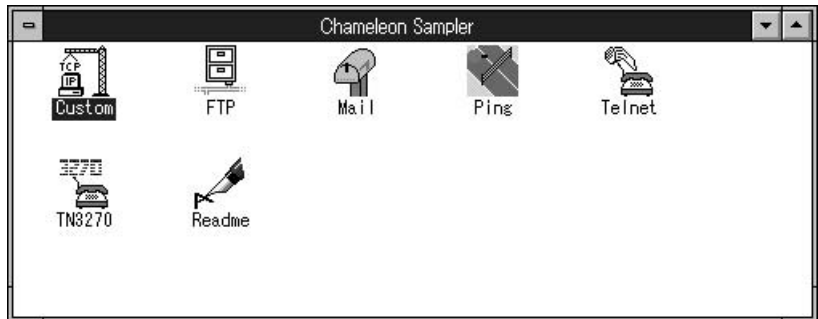 Chameleon Sampler
TCP
IP
Custom
FTP
Mail
Ping
Telnet
3270
TN3270
Readme